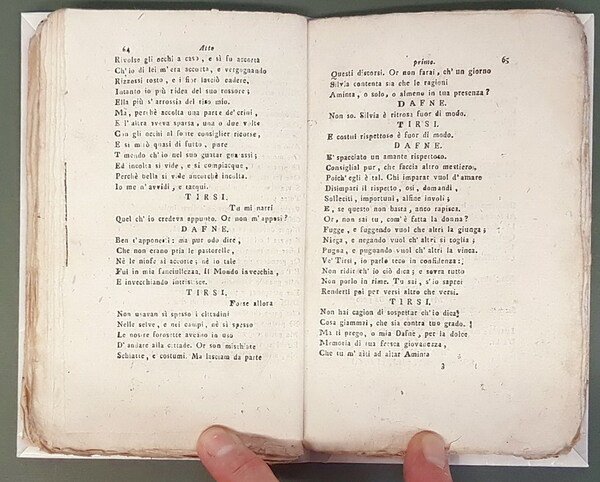 64 Atto
Rivolse gli occhi a caso, e si fu accorta
Ch'io di lei m'era accorto, e vergognando
Rizzossi tosto, e i fior lasciò cadere.
Intanto io più ridea del suo rossore;
Ella più s'arrossia del riso mio.
Ma, perchè accolta una parte de' crini,
E l'altra aveva sparsa, una o due volte
Con gli occhi al fonte consiglier ricorse,
E si mirò quasi di furto, pure
Temendo ch'io nel suo guatar guatassi;
Ed incolta si vide, e si compiacque,
Perchè bella si vide ancorchè incolta.
Io me n'avvidi, e tacqui.
TIRSI.
Tu mi narri
Quel ch'io credeva appunto. Or non m'apposi?
DAFNE.
Ben t'apponesti: ma pur odo dire,
Che non erano pria le pastorelle,
Nè le ninfe sì accorte; nè io tale
Fui in mia fanciullezza. Il Mondo invecchia,
E invecchiando intristisce.
TIRSI.
Forse allora
Non usavan sì spesso i cittadini
Nelle selve, e nei campi, nè sì spesso
Le nostre forosette aveano in uso
D'andare alla cittade. Or son mischiate
Schiatte, e costumi. Ma lasciam da parte
primo. 65
Questi discorsi. Or non farai, ch'un giorno
Silvia contenta sia che le ragioni
Aminta, o solo, o almeno in tua presenza?
DAFNE.
Non so. Silvia è ritrosa fuor di modo.
TIRSI.
E costui rispettoso è fuor di modo.
DAFNE.
E' spacciato un amante rispettoso.
Consiglial pur, che faccia altro mestiero,
Poich'egli è tal. Chi imparar vuol d'amare
Disimpari il rispetto, osi, domandi,
Solleciti, importuni, alfine involi;
E, se questo non basta, anco rapisca.
Or, non sai tu, com'è fatta la donna?
Fugge, e fuggendo vuol che altri la giunga;
Niega, e negando vuol ch'altri si toglia;
Pugna, e pugnando vuol ch'altri la vinca.
Ve' Tirsi, io parlo teco in confidenza:
Non ridir ch'io ciò dica; e sovra tutto
Non porlo in rime. Tu sai, s'io saprei
Renderti poi per versi altro che versi.
TIRSI.
Non hai cagion di sospettar ch'io dica
Cosa giammai, che sia contra tuo grado.
Ma ti prego, o mia Dafne, per la dolce
Memoria di tua fresca giovanezza,
Che tu m'aiti ad aitar Aminta
3